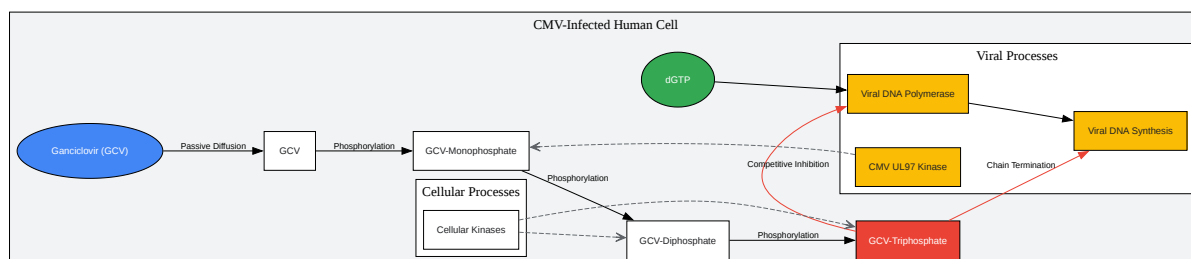 CMV-Infected Human Cell
Viral Processes
dGTP
Viral DNA Polymerase
Viral DNA Synthesis
Ganciclovir (GCV)
Passive Diffusion
GCV
Phosphorylation
GCV-Monophosphate
Competitive Inhibition
CMV UL97 Kinase
Chain Termination
Phosphorylation
Cellular Processes
Cellular Kinases
GCV-Diphosphate
Phosphorylation
GCV-Triphosphate